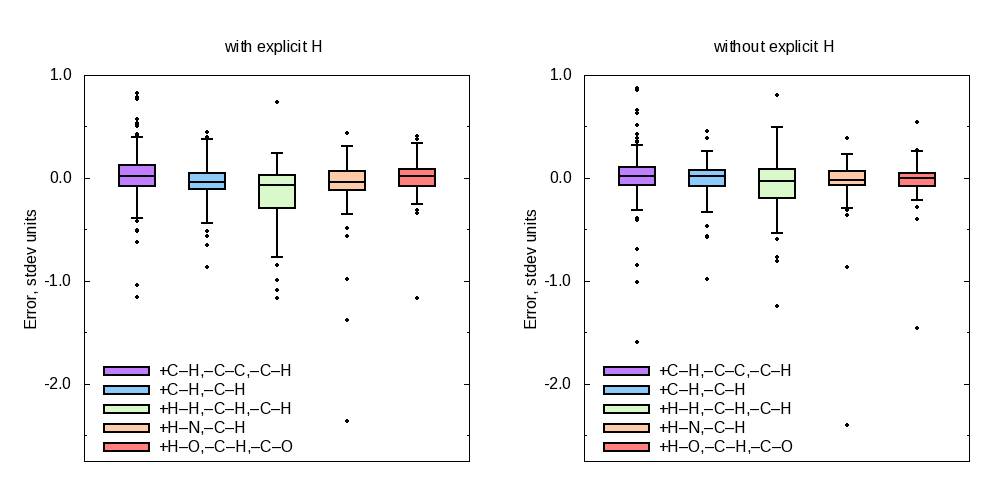 with explicit H
1.0
0.0
-1.0
-2.0
Error, stdev units
+C–H,–C–C,–C–H
+C–H,–C–H
+H–H,–C–H,–C–H
+H–N,–C–H
+H–O,–C–H,–C–O
without explicit H
1.0
0.0
-1.0
-2.0
Error, stdev units
+C–H,–C–C,–C–H
+C–H,–C–H
+H–H,–C–H,–C–H
+H–N,–C–H
+H–O,–C–H,–C–O